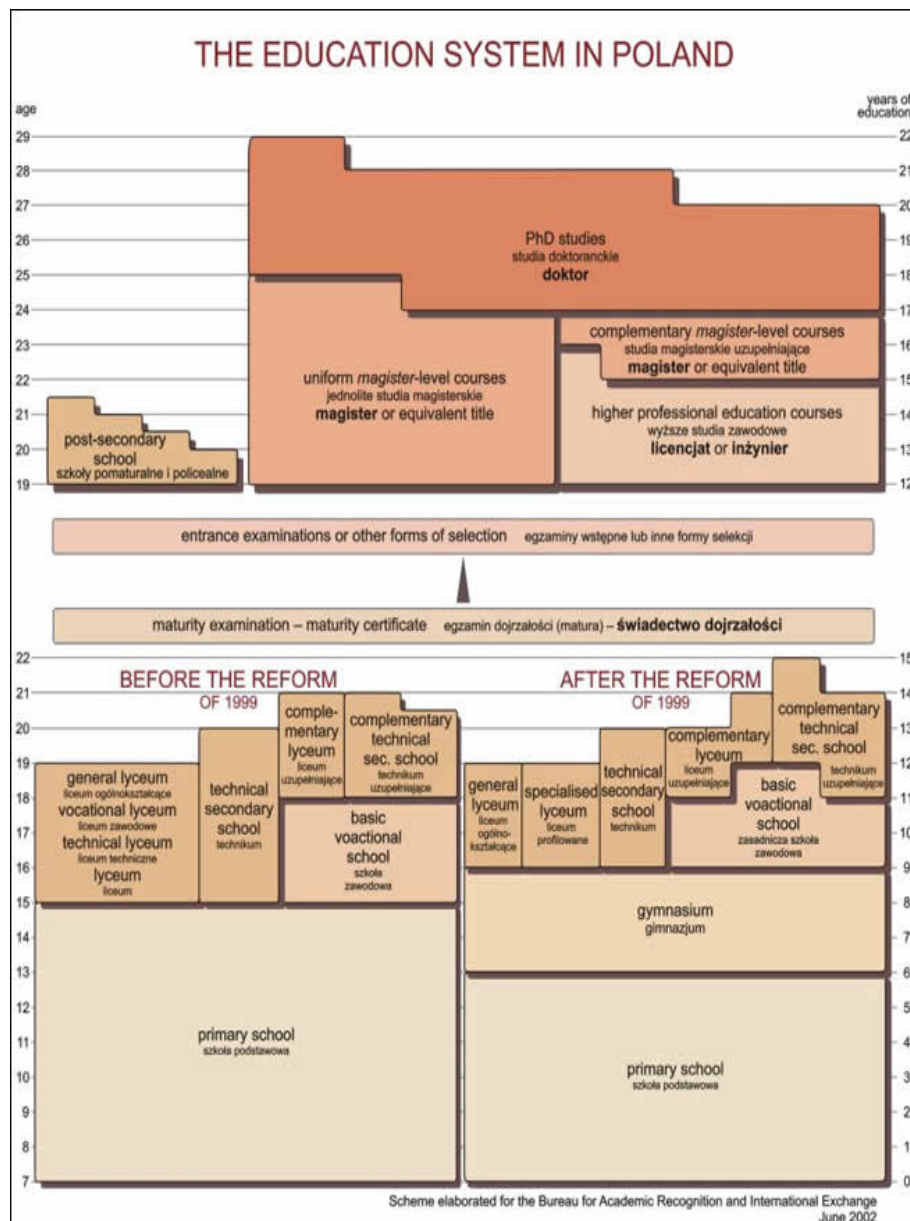 THE EDUCATION SYSTEM IN POLAND
age
years of
education
29
22
28
21
27
20
26
19
25
18
24
17
23
16
22
15
21
14
20
13
19
12
PhD studies
studia doktoranckie
doktor
uniform magister-level courses
jednolite studia magisterskie
magister or equivalent title
complementary magister-level courses
studia magisterskie uzupełniające
magister or equivalent title
higher professional education courses
wyższe studia zawodowe
licencjat or inżynier
post-secondary
school
szkoły pomaturalne i policealne
entrance examinations or other forms of selection egzaminy wstępne lub inne formy selekcji
maturity examination – maturity certificate egzamin dojrzałości (matura) – świadectwo dojrzałości
22
15
21
14
20
13
19
12
18
11
17
10
16
9
15
8
14
7
13
6
12
5
11
4
10
3
9
2
8
1
7
0
BEFORE THE REFORM
OF 1999
general lyceum
liceum ogólnokształcące
vocational lyceum
liceum zawodowe
technical lyceum
liceum techniczne
lyceum
liceum
technical
secondary
school
technikum
comple-
mentary
lyceum
liceum
uzupełniające
complementary
technical
sec. school
technikum
uzupełniające
basic
voactional
school
szkoła
zawodowa
primary school
szkoła podstawowa
AFTER THE REFORM
OF 1999
general
lyceum
liceum
ogólno-
kształcące
specialised
lyceum
liceum
profilowane
technical
secondary
school
technikum
complementary
lyceum
liceum
uzupełniające
complementary
technical
sec. school
technikum
uzupełniające
basic
voactional
school
zasadnicza szkoła
zawodowa
gymnasium
gimnazjum
primary school
szkoła podstawowa
Scheme elaborated for the Bureau for Academic Recognition and International Exchange
June 2002